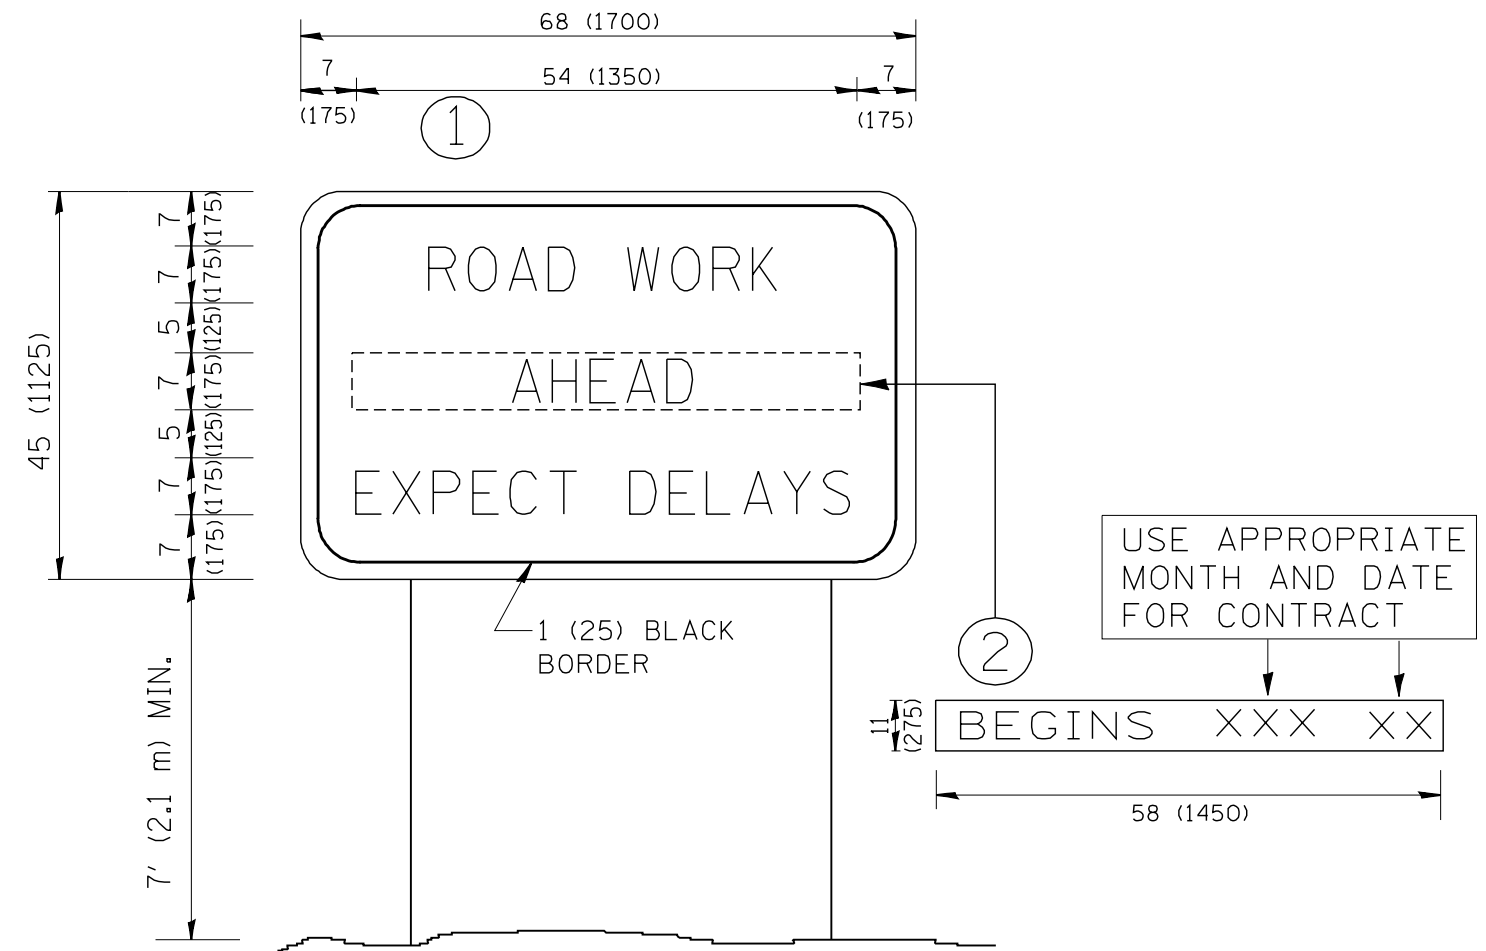 68 (1700)
7
54 (1350)
7
(175)
(175)
1
7
(175)
7
(175)
5
(125)
7
(175)
5
(125)
7
(175)
7
(175)
45 (1125)
ROAD WORK
AHEAD
EXPECT DELAYS
1 (25) BLACK
BORDER
7' (2.1 m) MIN.
USE APPROPRIATE
MONTH AND DATE
FOR CONTRACT
2
11
(275)
BEGINS XXX XX
58 (1450)